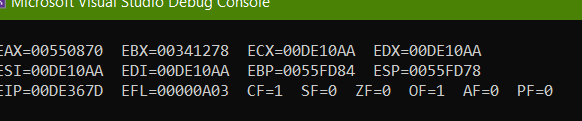 Microsoft Visual Studio Debug Console
EAX=00550870 EBX=00341278 ECX=00DE10AA EDX=00DE10AA
ESI=00DE10AA EDI=00DE10AA EBP=0055FD84 ESP=0055FD78
EIP=00DE367D EFL=00000A03 CF=1 SF=0 ZF=0 OF=1 AF=0 PF=0